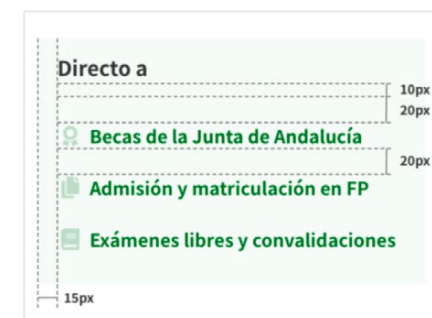 Directo a
10px
20px
Becas de la Junta de Andalucía
20px
Admisión y matriculación en FP
Exámenes libres y convalidaciones
15px